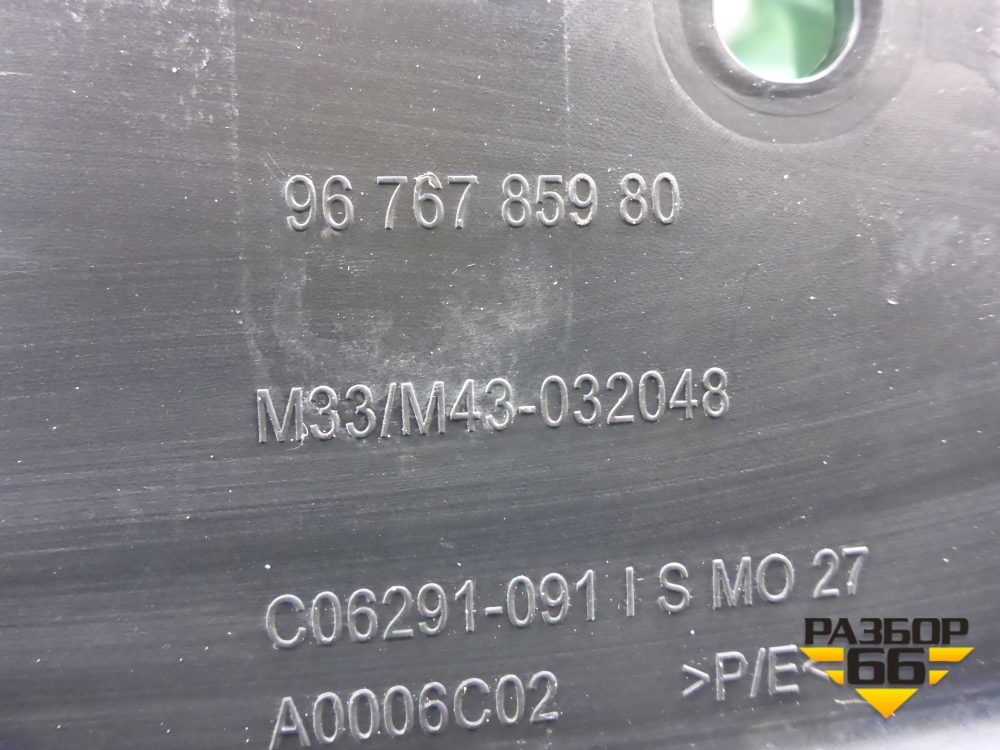 96 767 859 80
M33/M43-032048
C06291-091 I S MO 27
A0006C02 >P/E<
РАЗБОР
66